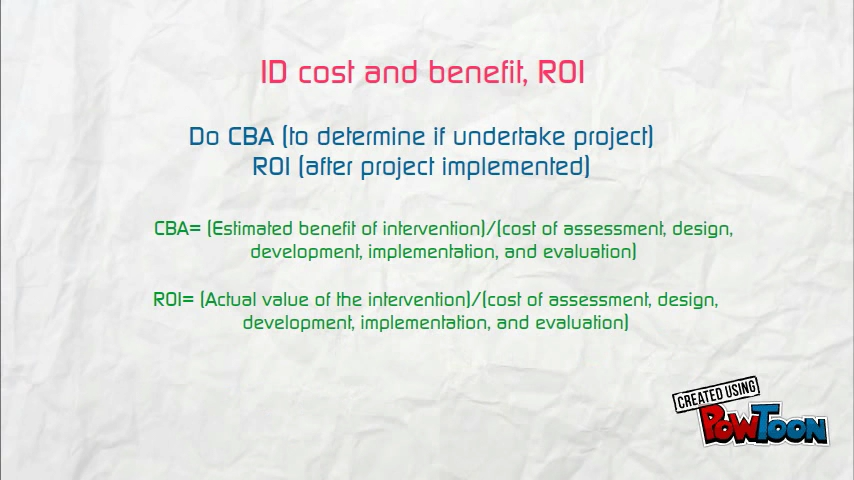 ID cost and benefit, ROI
Do CBA (to determine if undertake project)
ROI (after project implemented)
CBA= (Estimated benefit of intervention)/(cost of assessment, design,
development, implementation, and evaluation)
ROI= (Actual value of the intervention)/(cost of assessment, design,
development, implementation, and evaluation)
CREATED USING
POWTOON